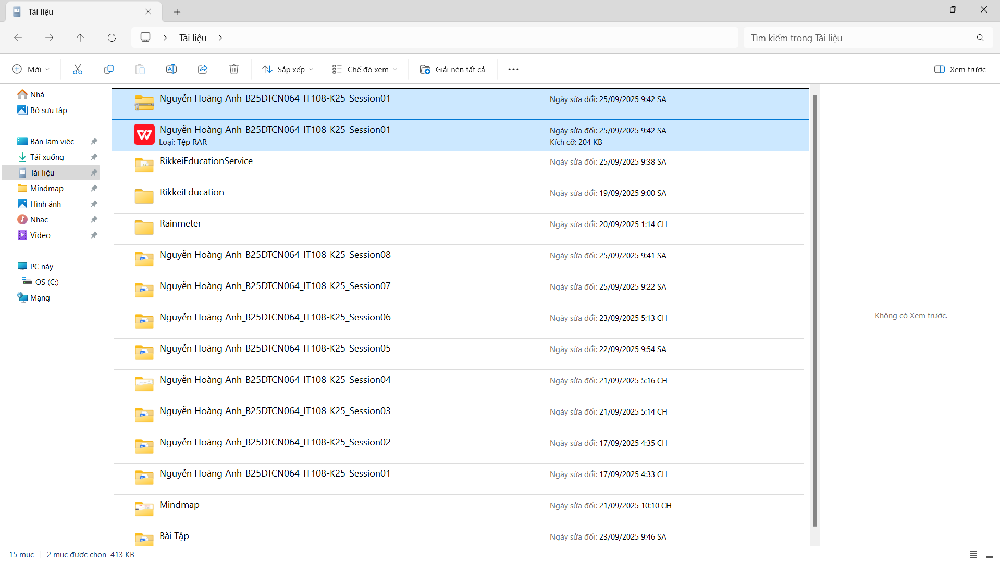 Tài liệu
Tài liệu
Tìm kiếm trong Tài liệu
Mới
Sắp xếp
Chế độ xem
Giải nén tất cả
Xem trước
Nhà
Bộ sưu tập
Bàn làm việc
Tải xuống
Tài liệu
Mindmap
Hình ảnh
Nhạc
Video
PC này
OS (C:)
Mạng
Nguyễn Hoàng Anh_B25DTCN064_IT108-K25_Session01 Ngày sửa đổi: 25/09/2025 9:42 SA
Nguyễn Hoàng Anh_B25DTCN064_IT108-K25_Session01 Ngày sửa đổi: 25/09/2025 9:42 SA
Loại: Tệp RAR Kích cỡ: 204 KB
RikkeiEducationService Ngày sửa đổi: 25/09/2025 9:38 SA
RikkeiEducation Ngày sửa đổi: 19/09/2025 9:00 SA
Rainmeter Ngày sửa đổi: 20/09/2025 1:14 CH
Nguyễn Hoàng Anh_B25DTCN064_IT108-K25_Session08 Ngày sửa đổi: 25/09/2025 9:41 SA
Nguyễn Hoàng Anh_B25DTCN064_IT108-K25_Session07 Ngày sửa đổi: 25/09/2025 9:22 SA
Nguyễn Hoàng Anh_B25DTCN064_IT108-K25_Session06 Ngày sửa đổi: 23/09/2025 5:13 CH
Nguyễn Hoàng Anh_B25DTCN064_IT108-K25_Session05 Ngày sửa đổi: 22/09/2025 9:54 SA
Nguyễn Hoàng Anh_B25DTCN064_IT108-K25_Session04 Ngày sửa đổi: 21/09/2025 5:16 CH
Nguyễn Hoàng Anh_B25DTCN064_IT108-K25_Session03 Ngày sửa đổi: 21/09/2025 5:14 CH
Nguyễn Hoàng Anh_B25DTCN064_IT108-K25_Session02 Ngày sửa đổi: 17/09/2025 4:35 CH
Nguyễn Hoàng Anh_B25DTCN064_IT108-K25_Session01 Ngày sửa đổi: 17/09/2025 4:33 CH
Mindmap Ngày sửa đổi: 21/09/2025 10:10 CH
Bài Tập Ngày sửa đổi: 23/09/2025 9:46 SA
Không có Xem trước.
15 mục 2 mục được chọn 413 KB